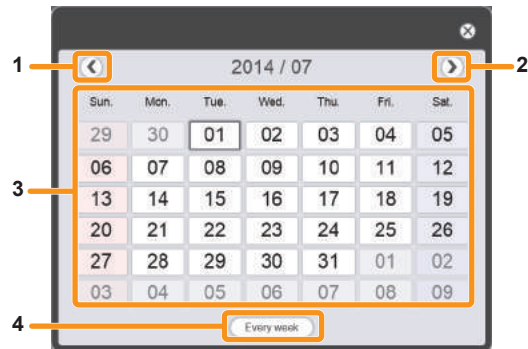 1 2014 / 07 2
Sun. Mon. Tue. Wed. Thu. Fri. Sat.
29 30 01 02 03 04 05
06 07 08 09 10 11 12
3
13 14 15 16 17 18 19
20 21 22 23 24 25 26
27 28 29 30 31 01 02
03 04 05 06 07 08 09
4 Every week